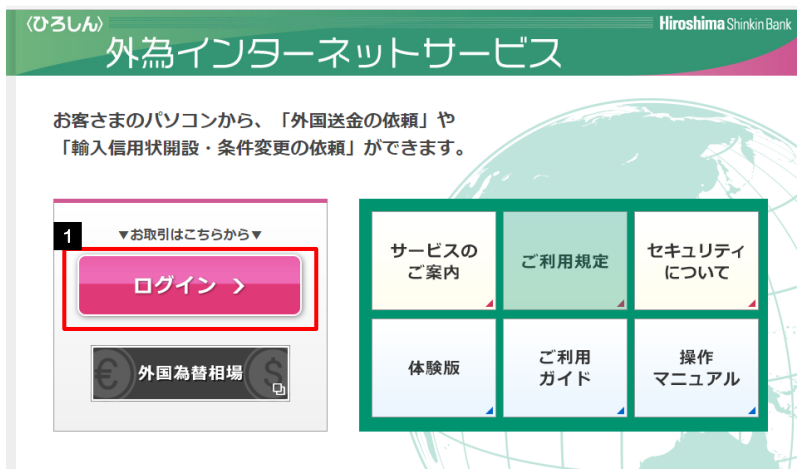 〈ひろしん〉
Hiroshima Shinkin Bank
外為インターネットサービス
お客さまのパソコンから、「外国送金の依頼」や
「輸入信用状開設・条件変更の依頼」ができます。
1
▼お取引はこちらから▼
ログイン >
€ 外国為替相場 $
サービスの
ご案内
ご利用規定
セキュリティ
について
体験版
ご利用
ガイド
操作
マニュアル